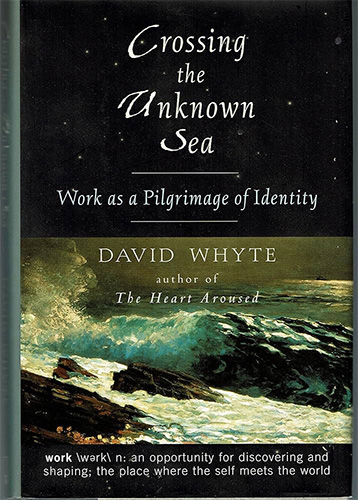 Crossing
the
Unknown
Sea
Work as a Pilgrimage of Identity
DAVID WHYTE
author of
The Heart Aroused
work \wərk\ n: an opportunity for discovering and
shaping; the place where the self meets the world